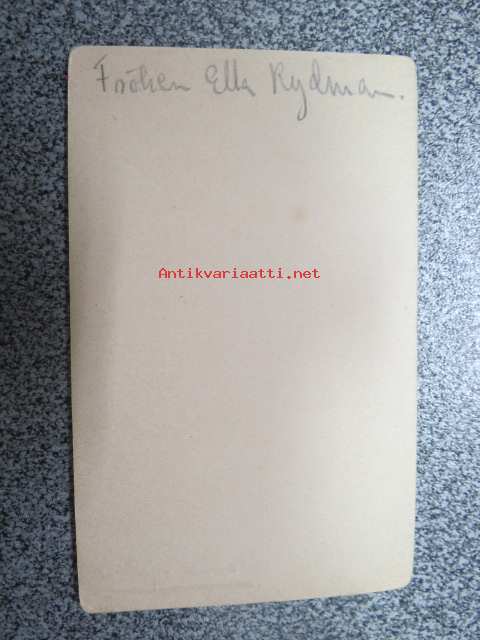 Fröken Ella Rydman.
Antikvariaatti.net